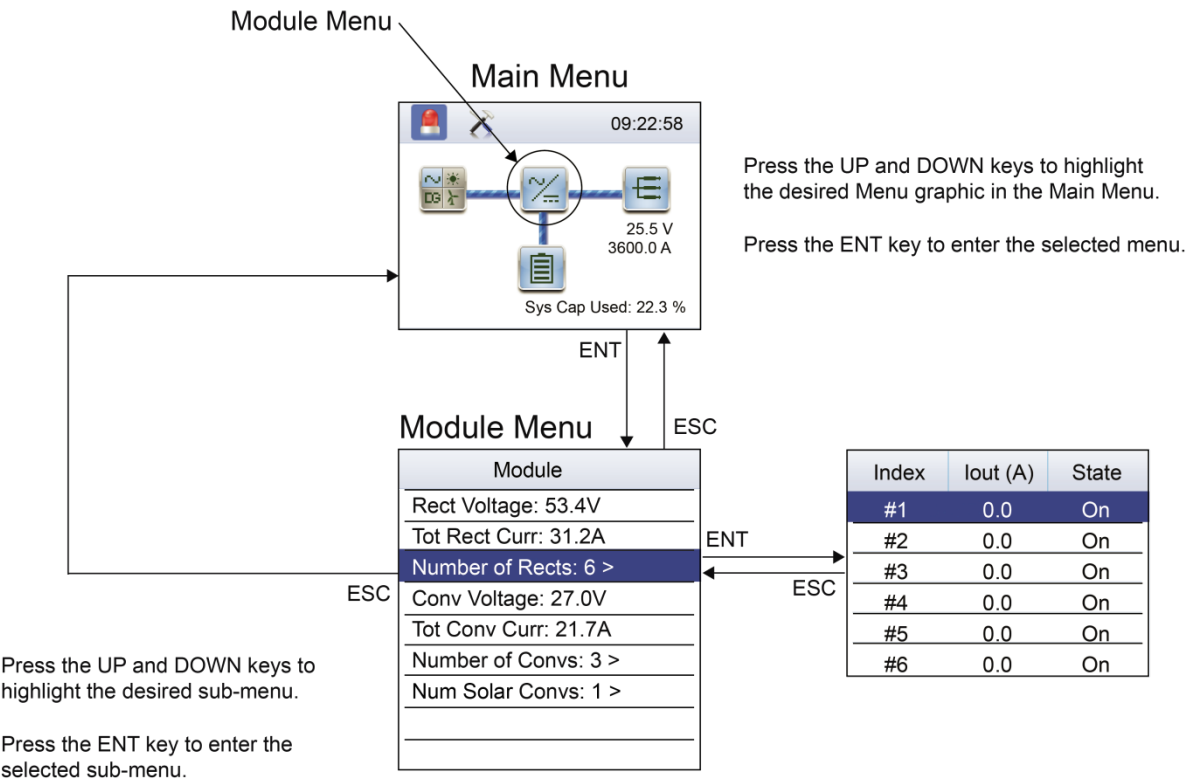 Module Menu
Main Menu
09:22:58
DG
25.5 V
3600.0 A
Sys Cap Used: 22.3 %
Press the UP and DOWN keys to highlight
the desired Menu graphic in the Main Menu.
Press the ENT key to enter the selected menu.
ENT
ESC
Module Menu
Module
Rect Voltage: 53.4V
Tot Rect Curr: 31.2A
Number of Rects: 6 >
Conv Voltage: 27.0V
Tot Conv Curr: 21.7A
Number of Convs: 3 >
Num Solar Convs: 1 >
ESC
ENT
ESC
Index Iout (A) State
#1 0.0 On
#2 0.0 On
#3 0.0 On
#4 0.0 On
#5 0.0 On
#6 0.0 On
Press the UP and DOWN keys to
highlight the desired sub-menu.
Press the ENT key to enter the
selected sub-menu.